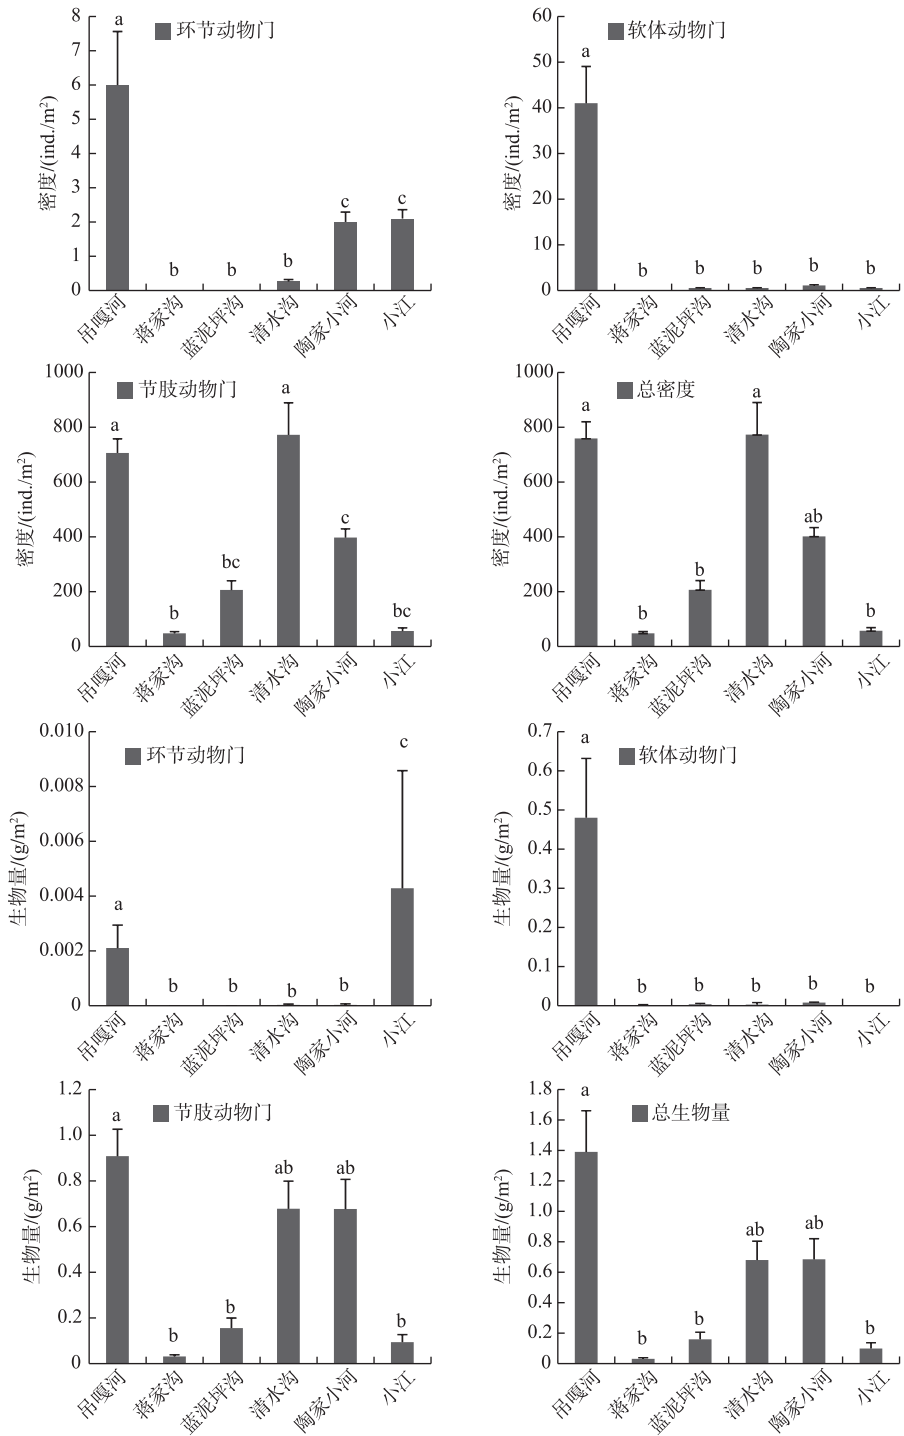 环节动物门
密度/(ind./m²)
8
7
6
5
4
3
2
1
0
a
b
b
b
c
c
吊嘎河
蒋家沟
蓝泥坪沟
清水沟
陶家小河
小江
软体动物门
密度/(ind./m²)
60
50
40
30
20
10
0
a
b
b
b
b
b
吊嘎河
蒋家沟
蓝泥坪沟
清水沟
陶家小河
小江
节肢动物门
密度/(ind./m²)
1000
800
600
400
200
0
a
b
bc
a
c
bc
吊嘎河
蒋家沟
蓝泥坪沟
清水沟
陶家小河
小江
总密度
密度/(ind./m²)
1000
800
600
400
200
0
a
b
b
a
ab
b
吊嘎河
蒋家沟
蓝泥坪沟
清水沟
陶家小河
小江
环节动物门
生物量/(g/m²)
0.010
0.008
0.006
0.004
0.002
0
a
b
b
b
b
c
吊嘎河
蒋家沟
蓝泥坪沟
清水沟
陶家小河
小江
软体动物门
生物量/(g/m²)
0.7
0.6
0.5
0.4
0.3
0.2
0.1
0
a
b
b
b
b
b
吊嘎河
蒋家沟
蓝泥坪沟
清水沟
陶家小河
小江
节肢动物门
生物量/(g/m²)
1.2
1.0
0.8
0.6
0.4
0.2
0
a
b
b
ab
ab
b
吊嘎河
蒋家沟
蓝泥坪沟
清水沟
陶家小河
小江
总生物量
生物量/(g/m²)
1.8
1.6
1.4
1.2
1.0
0.8
0.6
0.4
0.2
0
a
b
b
ab
ab
b
吊嘎河
蒋家沟
蓝泥坪沟
清水沟
陶家小河
小江